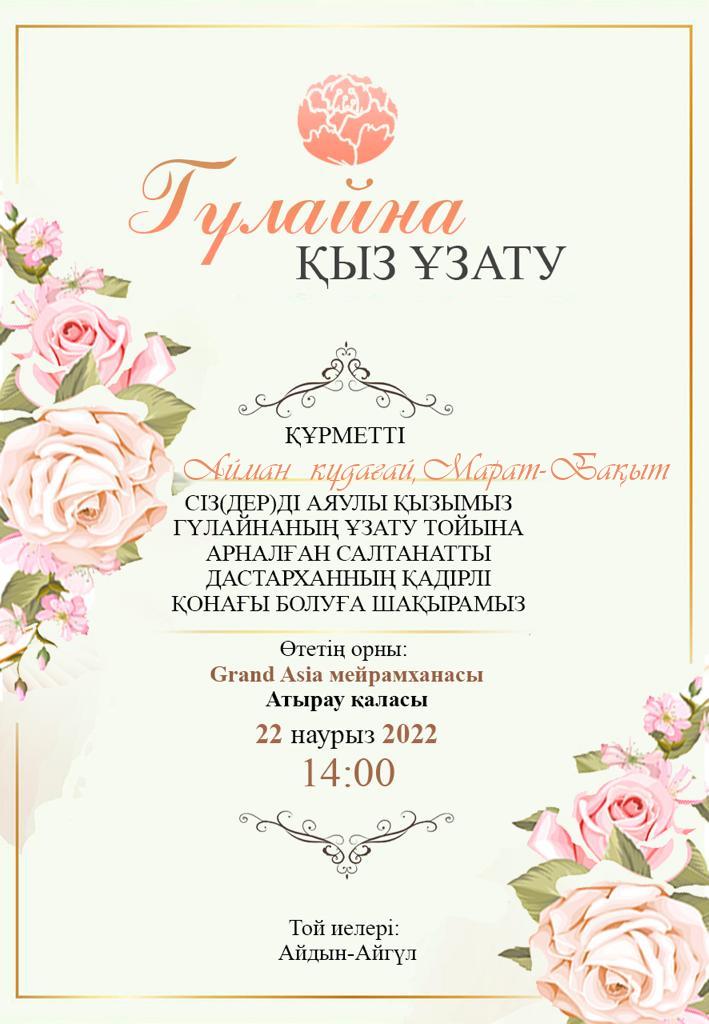 Гулайна
ҚЫЗ ҰЗАТУ
ҚҰРМЕТТІ
Айман кудағай, Марат-Бақыт
СІЗ(ДЕР)ДІ АЯУЛЫ ҚЫЗЫМЫЗ
ГҮЛАЙНАНЫҢ ҰЗАТУ ТОЙЫНА
АРНАЛҒАН САЛТАНАТТЫ
ДАСТАРХАННЫҢ ҚАДІРЛІ
ҚОНАҒЫ БОЛУҒА ШАҚЫРАМЫЗ
Өтетің орны:
Grand Asia мейрамханасы
Атырау қаласы
22 наурыз 2022
14:00
Той иелері:
Айдын-Айгүл